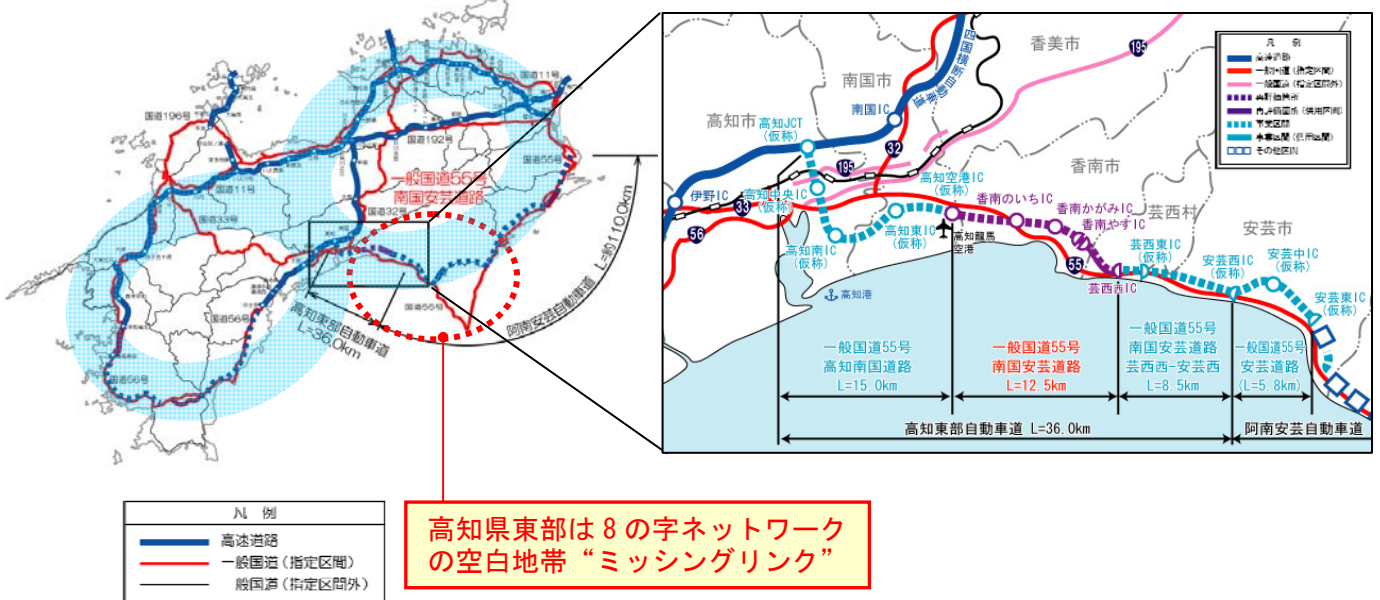 国道11号
国道196号
国道192号
国道55号
国道11号
一般国道55号
南国安芸道路
国道33号
国道32号
国道56号
国道55号
国道56号
高知東部自動車道
L=36.0km
阿南安芸自動車道 L=約110.0km
凡 例
高速道路
一般国道(指定区間)
一般国道(指定区間外)
高知県東部は8の字ネットワーク
の空白地帯“ミッシングリンク”
四国横断自動車道
195
香美市
南国市
南国IC
高知市
高知JCT
(仮称)
32
195
香南市
伊野IC
高知中央IC
(仮称)
33
高知空港IC
(仮称)
香南のいちIC
香南かがみIC
香南やすIC
芸西村
安芸市
56
高知南IC
(仮称)
高知東IC
(仮称)
高知龍馬
空港
55
芸西西IC
芸西東IC
(仮称)
安芸西IC
(仮称)
安芸中IC
(仮称)
安芸東IC
(仮称)
高知港
一般国道55号
高知南国道路
L=15.0km
一般国道55号
南国安芸道路
L=12.5km
一般国道55号
南国安芸道路
芸西西-安芸西
L=8.5km
一般国道55号
安芸道路
(L=5.8km)
高知東部自動車道 L=36.0km
阿南安芸自動車道
凡 例
高速道路
一般国道(指定区間)
一般国道(指定区間外)
再評価箇所
再評価箇所(供用区間)
事業区間
事業区間(供用区間)
その他区間